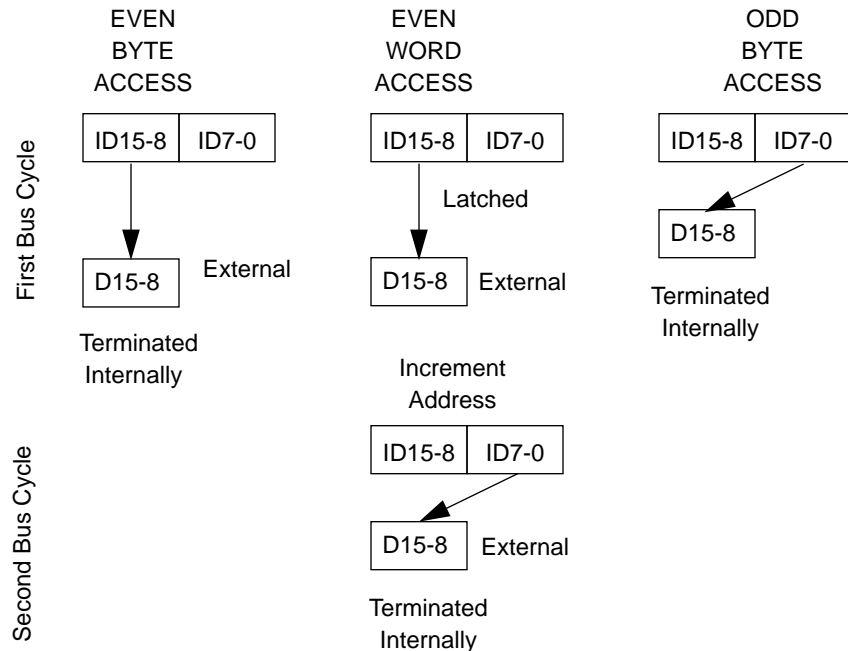 EVEN
BYTE
ACCESS
EVEN
WORD
ACCESS
ODD
BYTE
ACCESS
First Bus Cycle
ID15-8 ID7-0
ID15-8 ID7-0
ID15-8 ID7-0
Latched
D15-8
External
D15-8
External
D15-8
Terminated
Internally
Terminated
Internally
Second Bus Cycle
Increment
Address
ID15-8 ID7-0
D15-8
External
Terminated
Internally